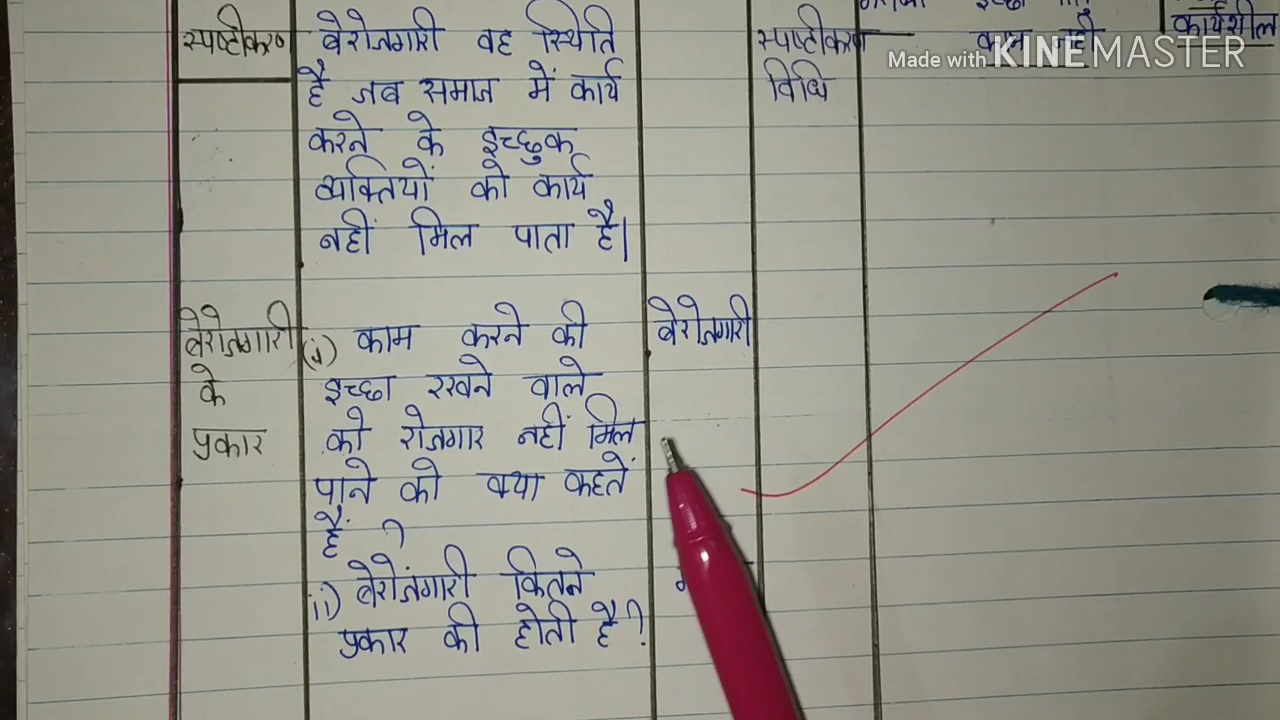 स्पष्टीकरण
बेरोजगारी वह स्थिति
है जब समाज में कार्य
करने के इच्छुक
व्यक्तियों को कार्य
नहीं मिल पाता है।
स्पष्टीकरण
विधि
कार्यशील
Made with KINEMASTER
बेरोजगारी
के
प्रकार
(i) काम करने की
इच्छा रखने वाले
को रोजगार नहीं मिल
पाने को क्या कहतें
हैं ?
ii) बेरोजगारी कितने
प्रकार की होती है?
बेरोजगारी